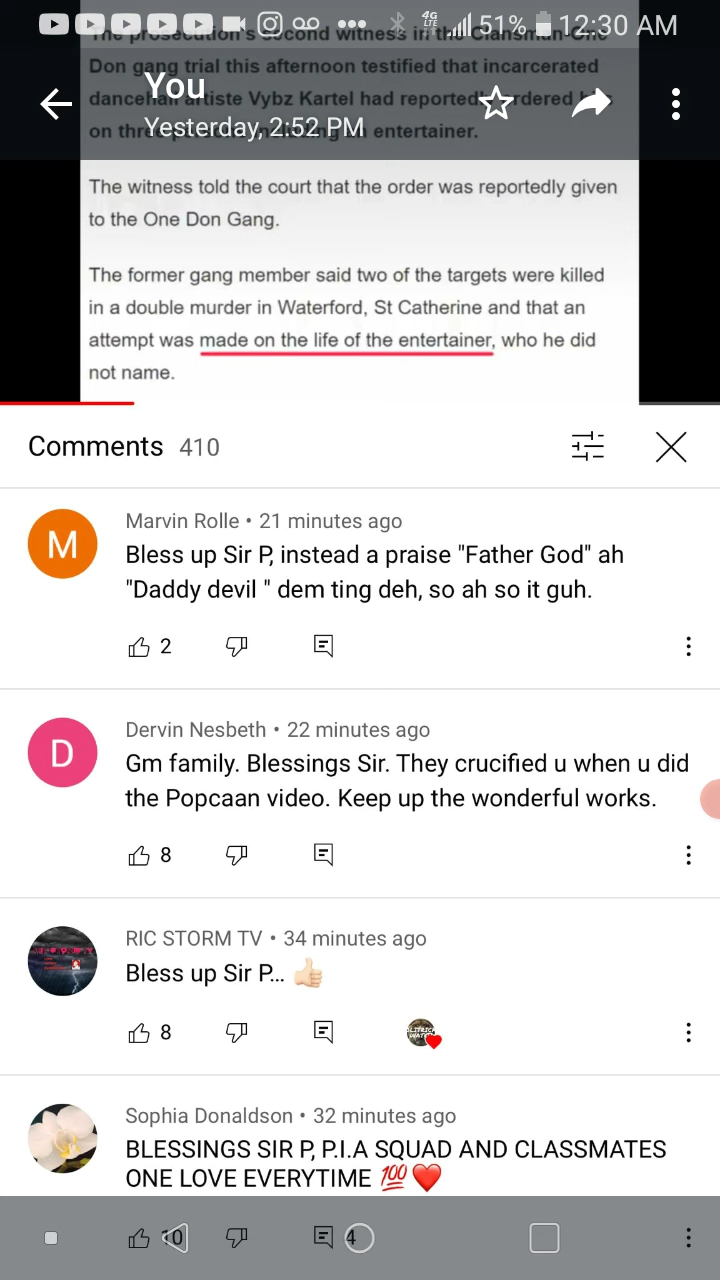 4G LTE 51% 12:30 AM
The prosecution's second witness in the Clansman-One
Don gang trial this afternoon testified that incarcerated
You
dancehall artiste Vybz Kartel had reportedly ordered
on three entertainer.
Yesterday, 2:52 PM
The witness told the court that the order was reportedly given
to the One Don Gang.
The former gang member said two of the targets were killed
in a double murder in Waterford, St Catherine and that an
attempt was made on the life of the entertainer, who he did
not name.
Comments 410
Marvin Rolle • 21 minutes ago
M
Bless up Sir P, instead a praise "Father God" ah
"Daddy devil " dem ting deh, so ah so it guh.
2
Dervin Nesbeth • 22 minutes ago
D
Gm family. Blessings Sir. They crucified u when u did
the Popcaan video. Keep up the wonderful works.
8
RIC STORM TV • 34 minutes ago
Bless up Sir P... 👍🏻
8
Sophia Donaldson • 32 minutes ago
BLESSINGS SIR P, P.I.A SQUAD AND CLASSMATES
ONE LOVE EVERYTIME 💯❤️
10 4